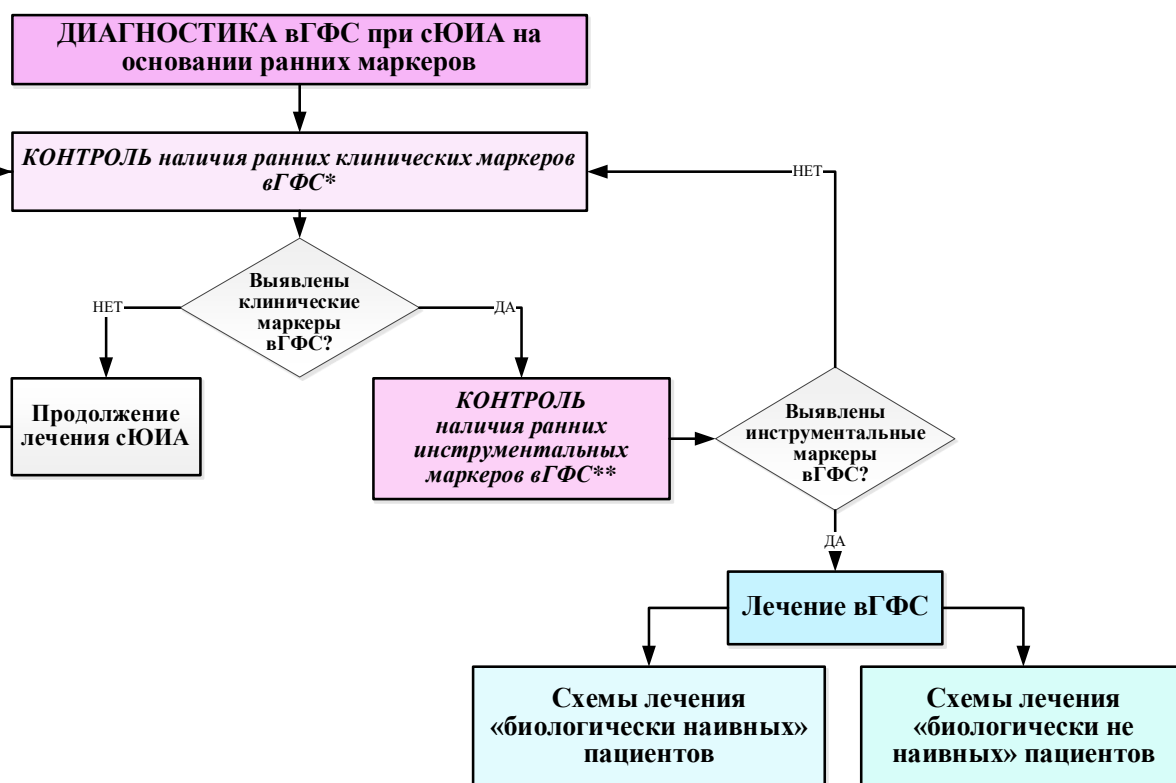 ДИАГНОСТИКА вГФС при сЮИА на
основании ранних маркеров
КОНТРОЛЬ наличия ранних клинических маркеров
вГФС*
НЕТ
Выявлены
клинические
маркеры
вГФС?
НЕТ
ДА
Продолжение
лечения сЮИА
КОНТРОЛЬ
наличия ранних
инструментальных
маркеров вГФС**
Выявлены
инструментальные
маркеры
вГФС?
ДА
Лечение вГФС
Схемы лечения
«биологически наивных»
пациентов
Схемы лечения
«биологически не
наивных» пациентов